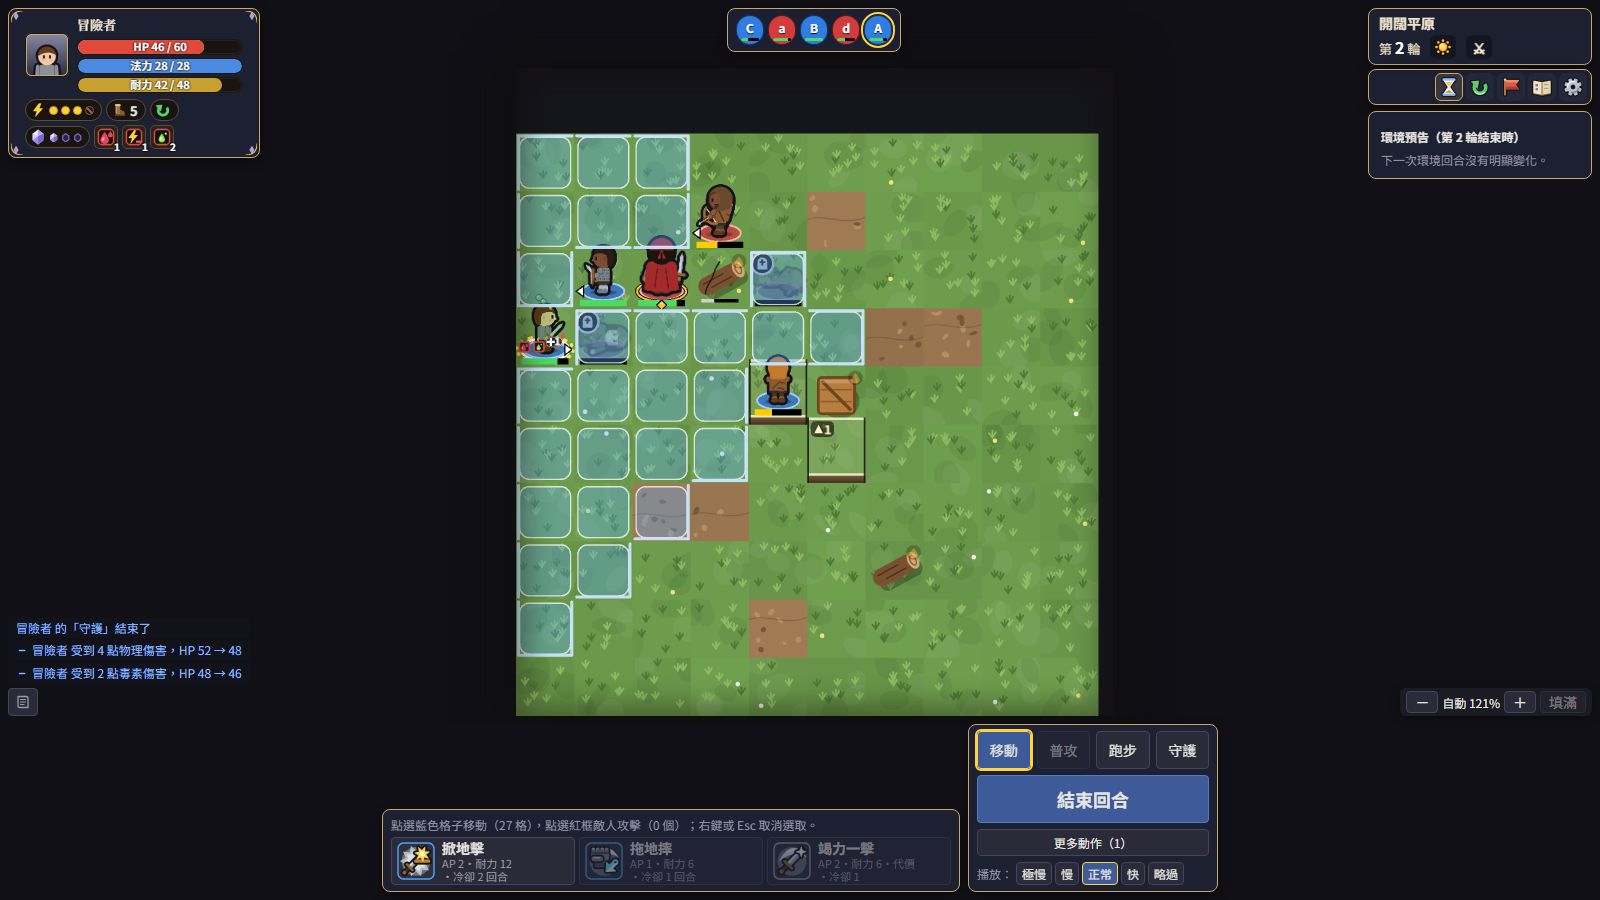 冒險者
HP 46 / 60
法力 28 / 28
耐力 42 / 48
5
1
1
2
C
a
B
d
A
開闊平原
第 2 輪
環境預告（第 2 輪結束時）
下一次環境回合沒有明顯變化。
+1
▲1
冒險者 的「守護」結束了
− 冒險者 受到 4 點物理傷害，HP 52 → 48
− 冒險者 受到 2 點毒素傷害，HP 48 → 46
− 自動 121% + 填滿
移動 普攻 跑步 守護
結束回合
更多動作（1）
播放： 極慢 慢 正常 快 略過
點選藍色格子移動（27 格），點選紅框敵人攻擊（0 個）；右鍵或 Esc 取消選取。
掀地擊
AP 2・耐力 12
・冷卻 2 回合
拖地摔
AP 1・耐力 6
・冷卻 1 回合
竭力一擊
AP 2・耐力 6・代價
・冷卻 1